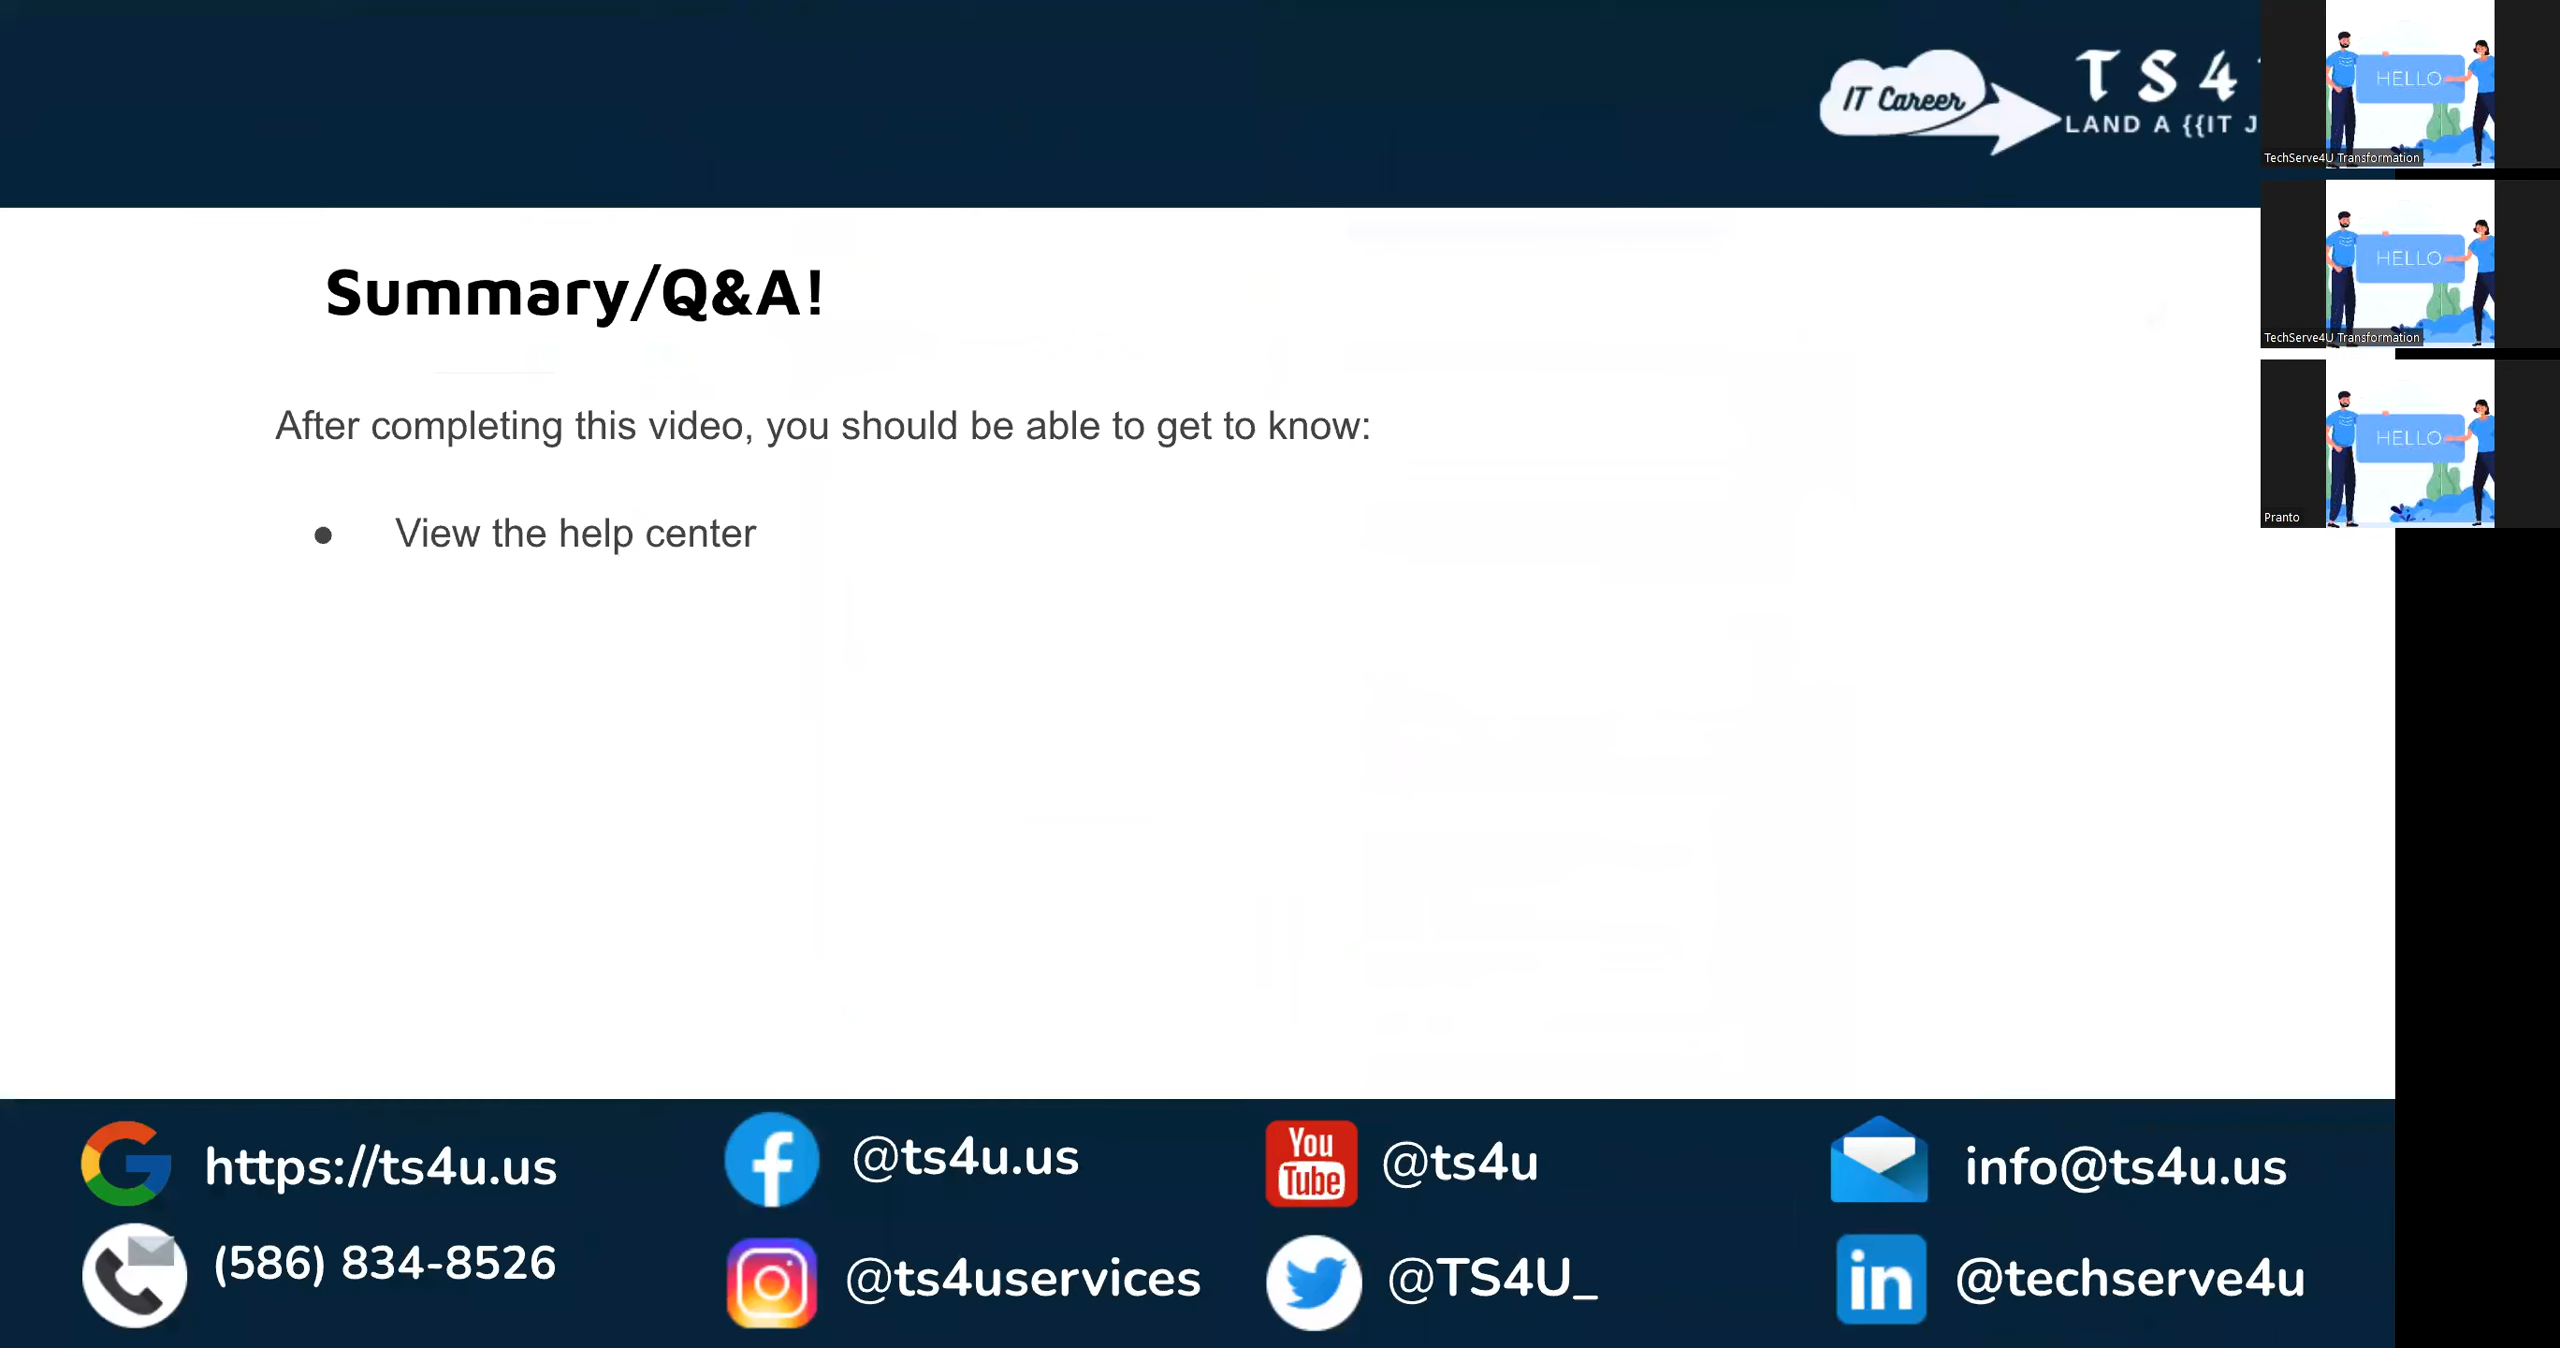 IT Career
TS4
LAND A {{IT J
HELLO
TechServe4U Transformation
HELLO
TechServe4U Transformation
HELLO
Pranto
Summary/Q&A!
After completing this video, you should be able to get to know:
● View the help center
https://ts4u.us
@ts4u.us
You
Tube
@ts4u
info@ts4u.us
(586) 834-8526
@ts4uservices
@TS4U_
in
@techserve4u